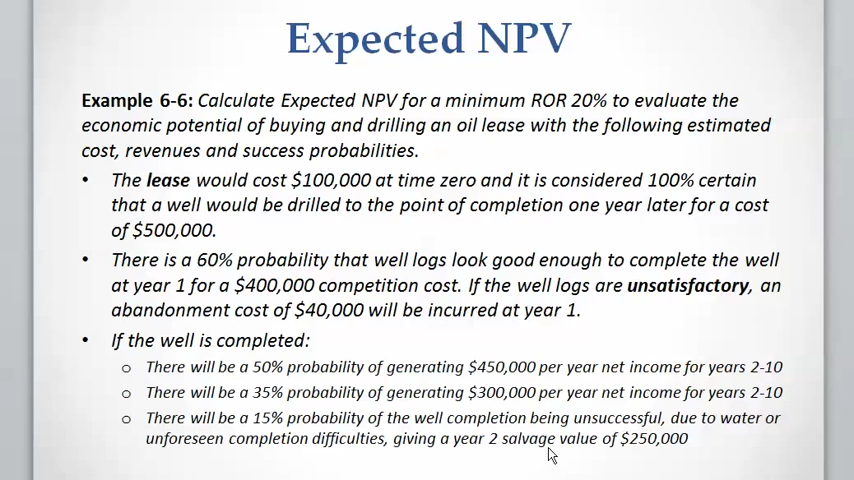 Expected NPV
Example 6-6: Calculate Expected NPV for a minimum ROR 20% to evaluate the
economic potential of buying and drilling an oil lease with the following estimated
cost, revenues and success probabilities.
• The lease would cost $100,000 at time zero and it is considered 100% certain
that a well would be drilled to the point of completion one year later for a cost
of $500,000.
• There is a 60% probability that well logs look good enough to complete the well
at year 1 for a $400,000 competition cost. If the well logs are unsatisfactory, an
abandonment cost of $40,000 will be incurred at year 1.
• If the well is completed:
o There will be a 50% probability of generating $450,000 per year net income for years 2-10
o There will be a 35% probability of generating $300,000 per year net income for years 2-10
o There will be a 15% probability of the well completion being unsuccessful, due to water or
unforeseen completion difficulties, giving a year 2 salvage value of $250,000